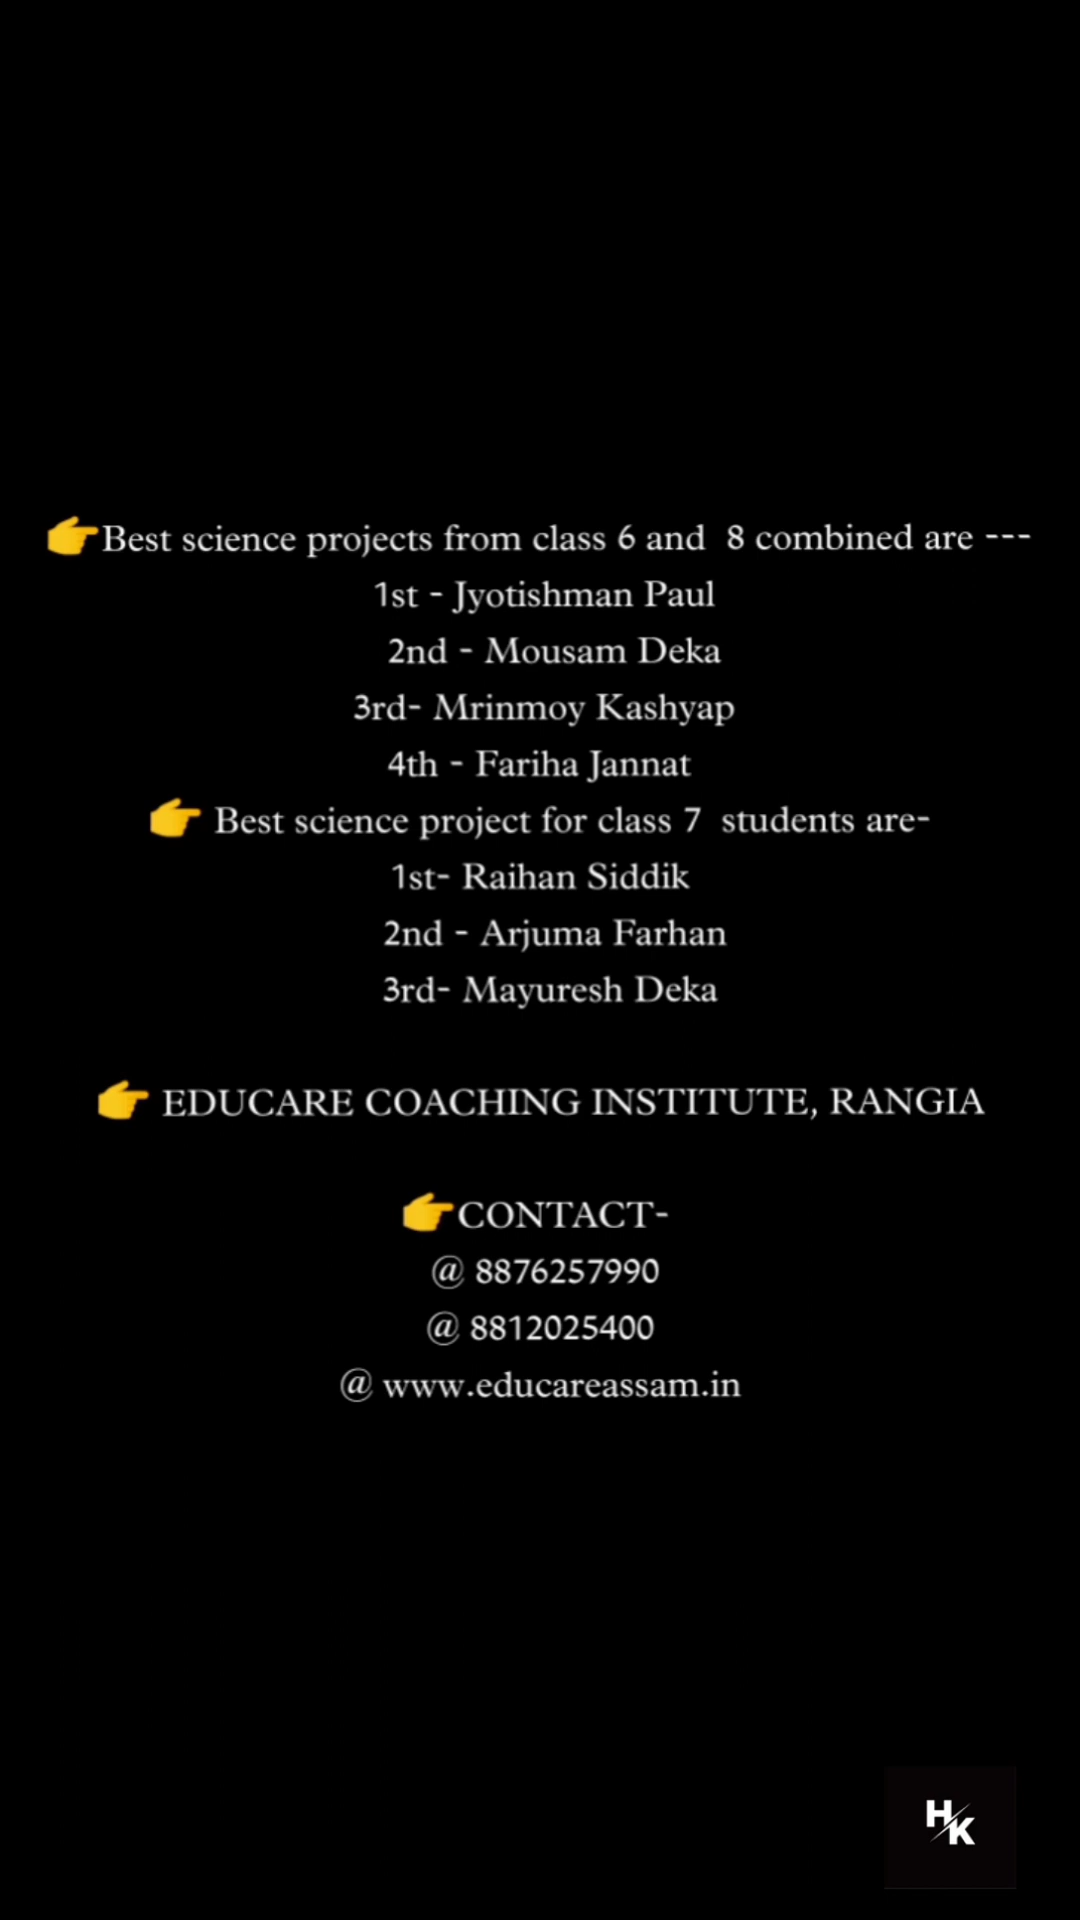 👉Best science projects from class 6 and 8 combined are ---
1st - Jyotishman Paul
2nd - Mousam Deka
3rd- Mrinmoy Kashyap
4th - Fariha Jannat
👉 Best science project for class 7 students are-
1st- Raihan Siddik
2nd - Arjuma Farhan
3rd- Mayuresh Deka
👉 EDUCARE COACHING INSTITUTE, RANGIA
👉CONTACT-
@ 8876257990
@ 8812025400
@ www.educareassam.in
H/K